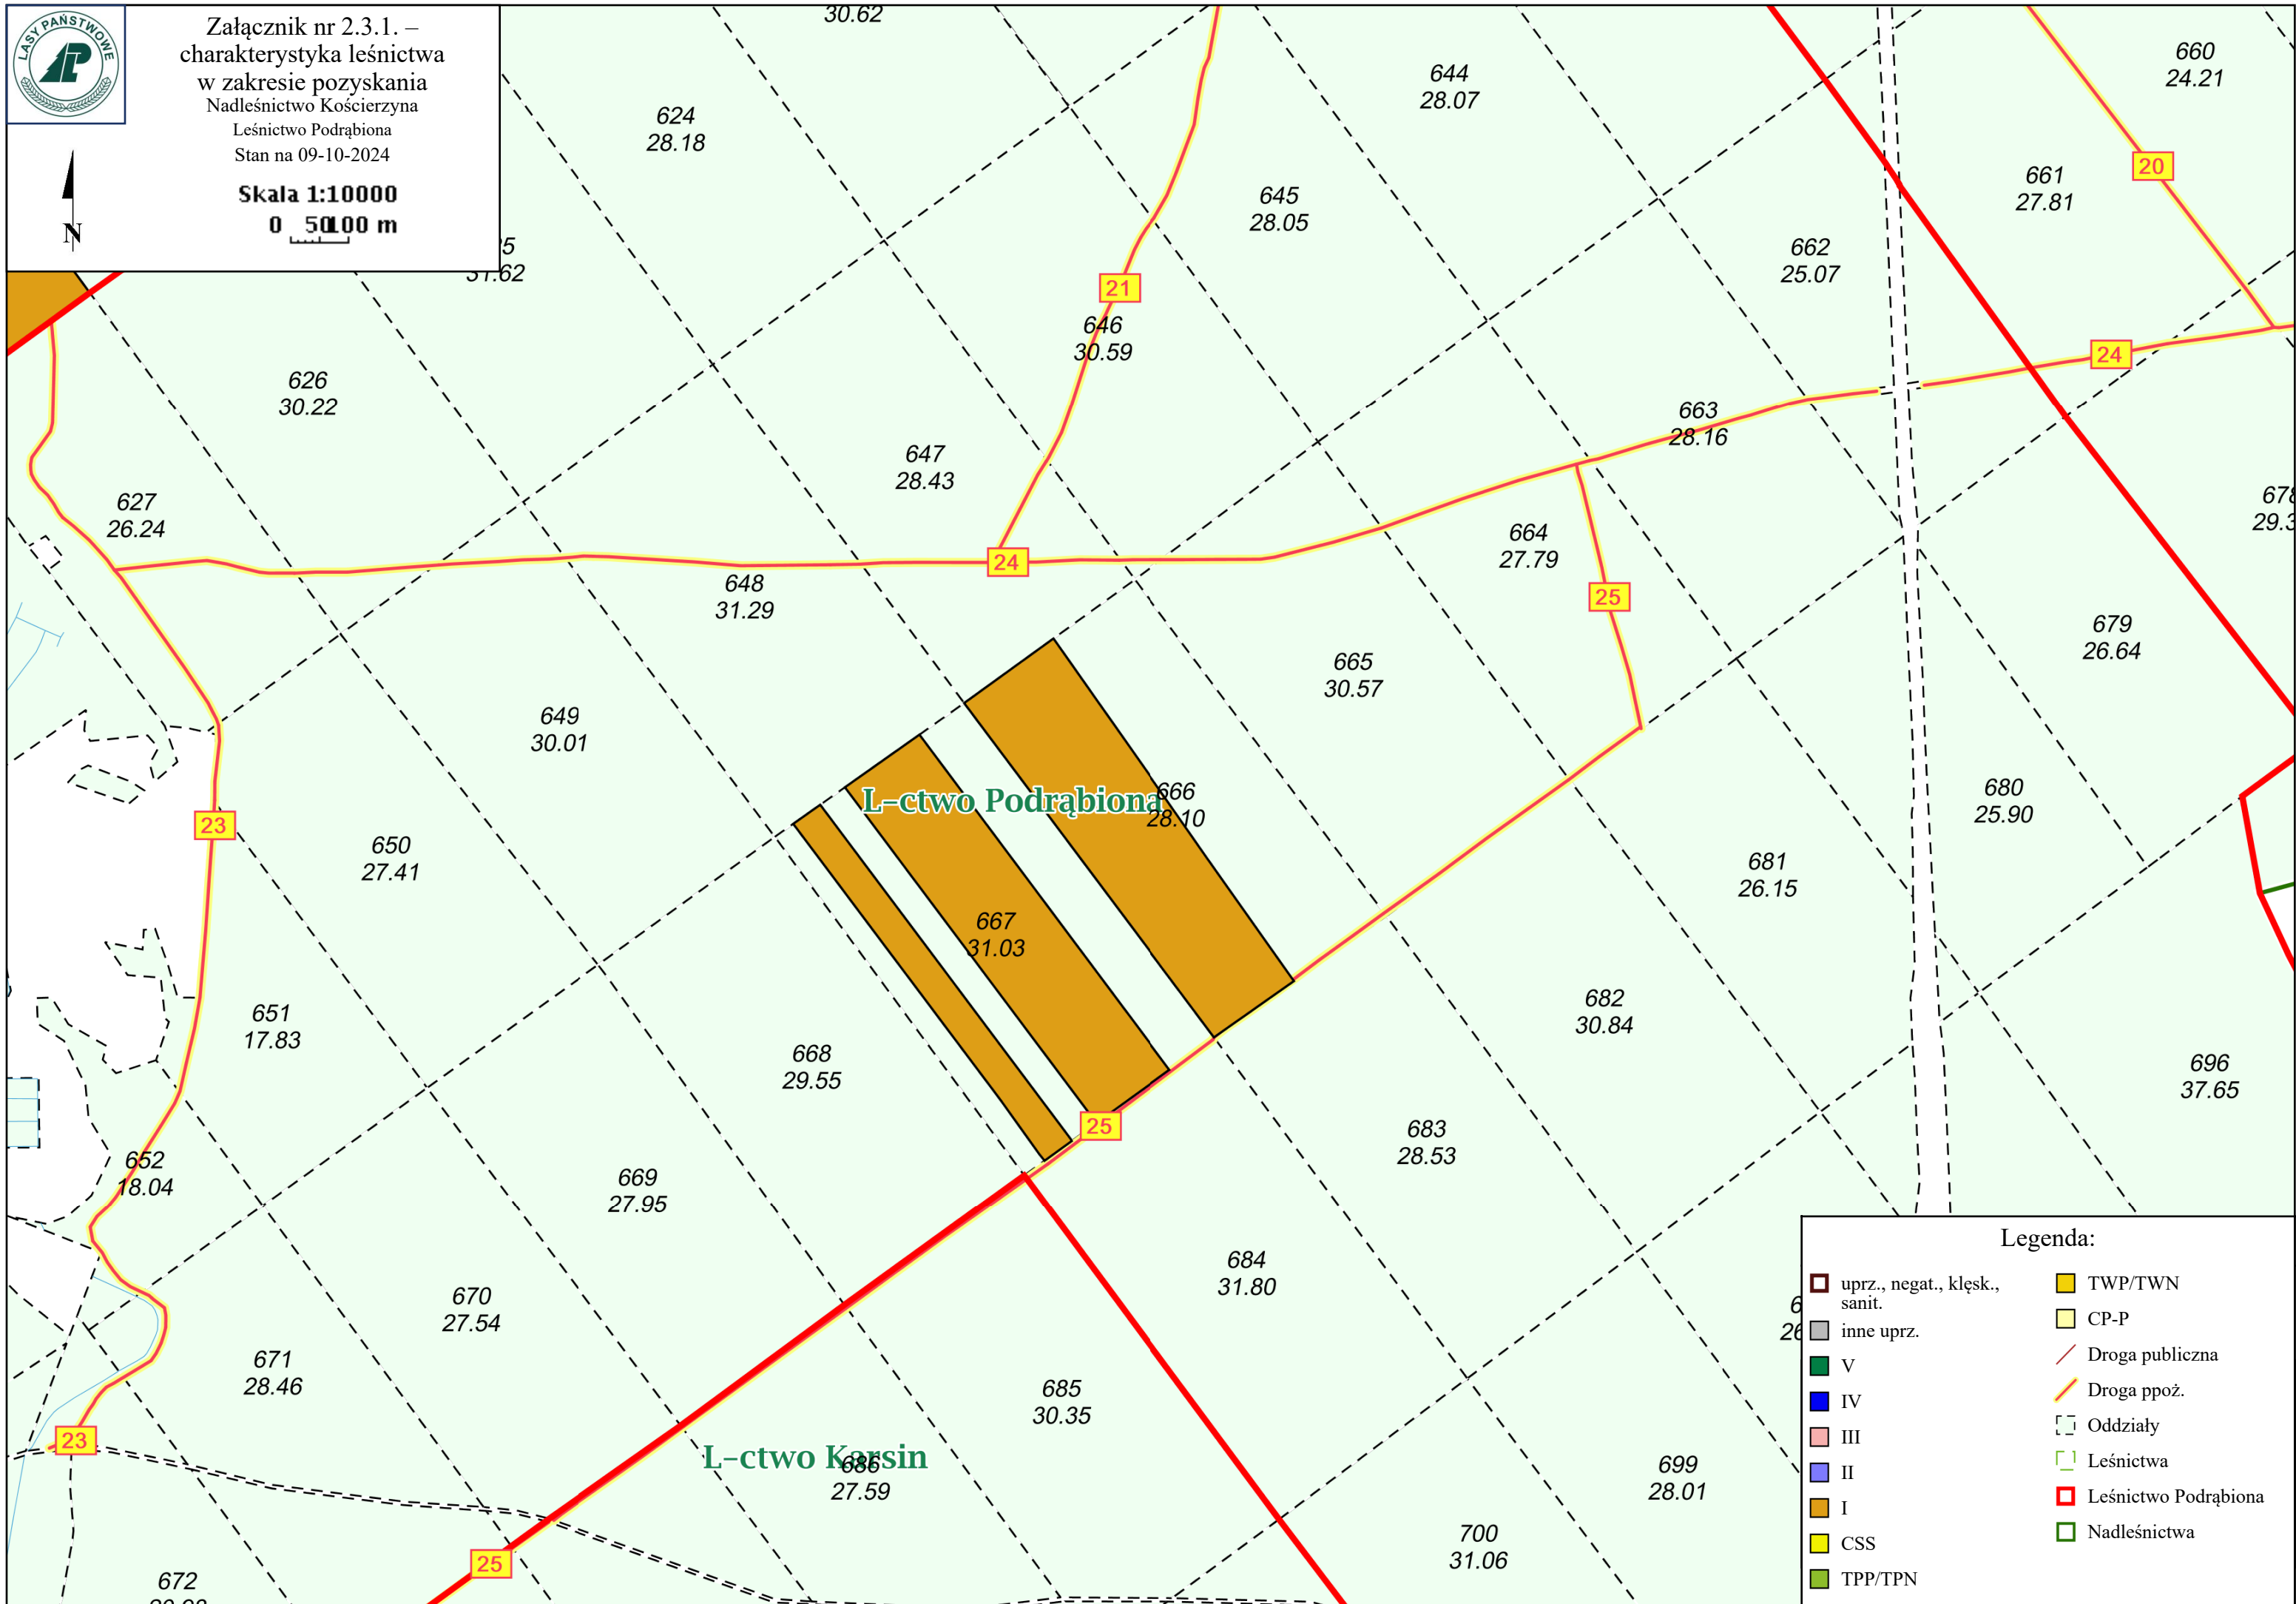 LASY PAŃSTWOWE
Załącznik nr 2.3.1. –
charakterystyka leśnictwa
w zakresie pozyskania
Nadleśnictwo Kościerzyna
Leśnictwo Podrąbiona
Stan na 09-10-2024
Skala 1:10000
0 50 100 m
N
30.62
624
28.18
644
28.07
660
24.21
20
661
27.81
645
28.05
662
25.07
31.62
21
646
30.59
24
626
30.22
663
28.16
647
28.43
627
26.24
664
27.79
24
648
31.29
25
679
26.64
665
30.57
649
30.01
L-ctwo Podrąbiona
666
28.10
680
25.90
23
650
27.41
681
26.15
667
31.03
651
17.83
682
30.84
668
29.55
696
37.65
25
683
28.53
652
18.04
669
27.95
684
31.80
670
27.54
671
28.46
685
30.35
23
L-ctwo Karsin
686
27.59
699
28.01
25
700
31.06
672
Legenda:
uprz., negat., klęsk.,
sanit.
inne uprz.
V
IV
III
II
I
CSS
TPP/TPN
TWP/TWN
CP-P
Droga publiczna
Droga ppoż.
Oddziały
Leśnictwa
Leśnictwo Podrąbiona
Nadleśnictwa